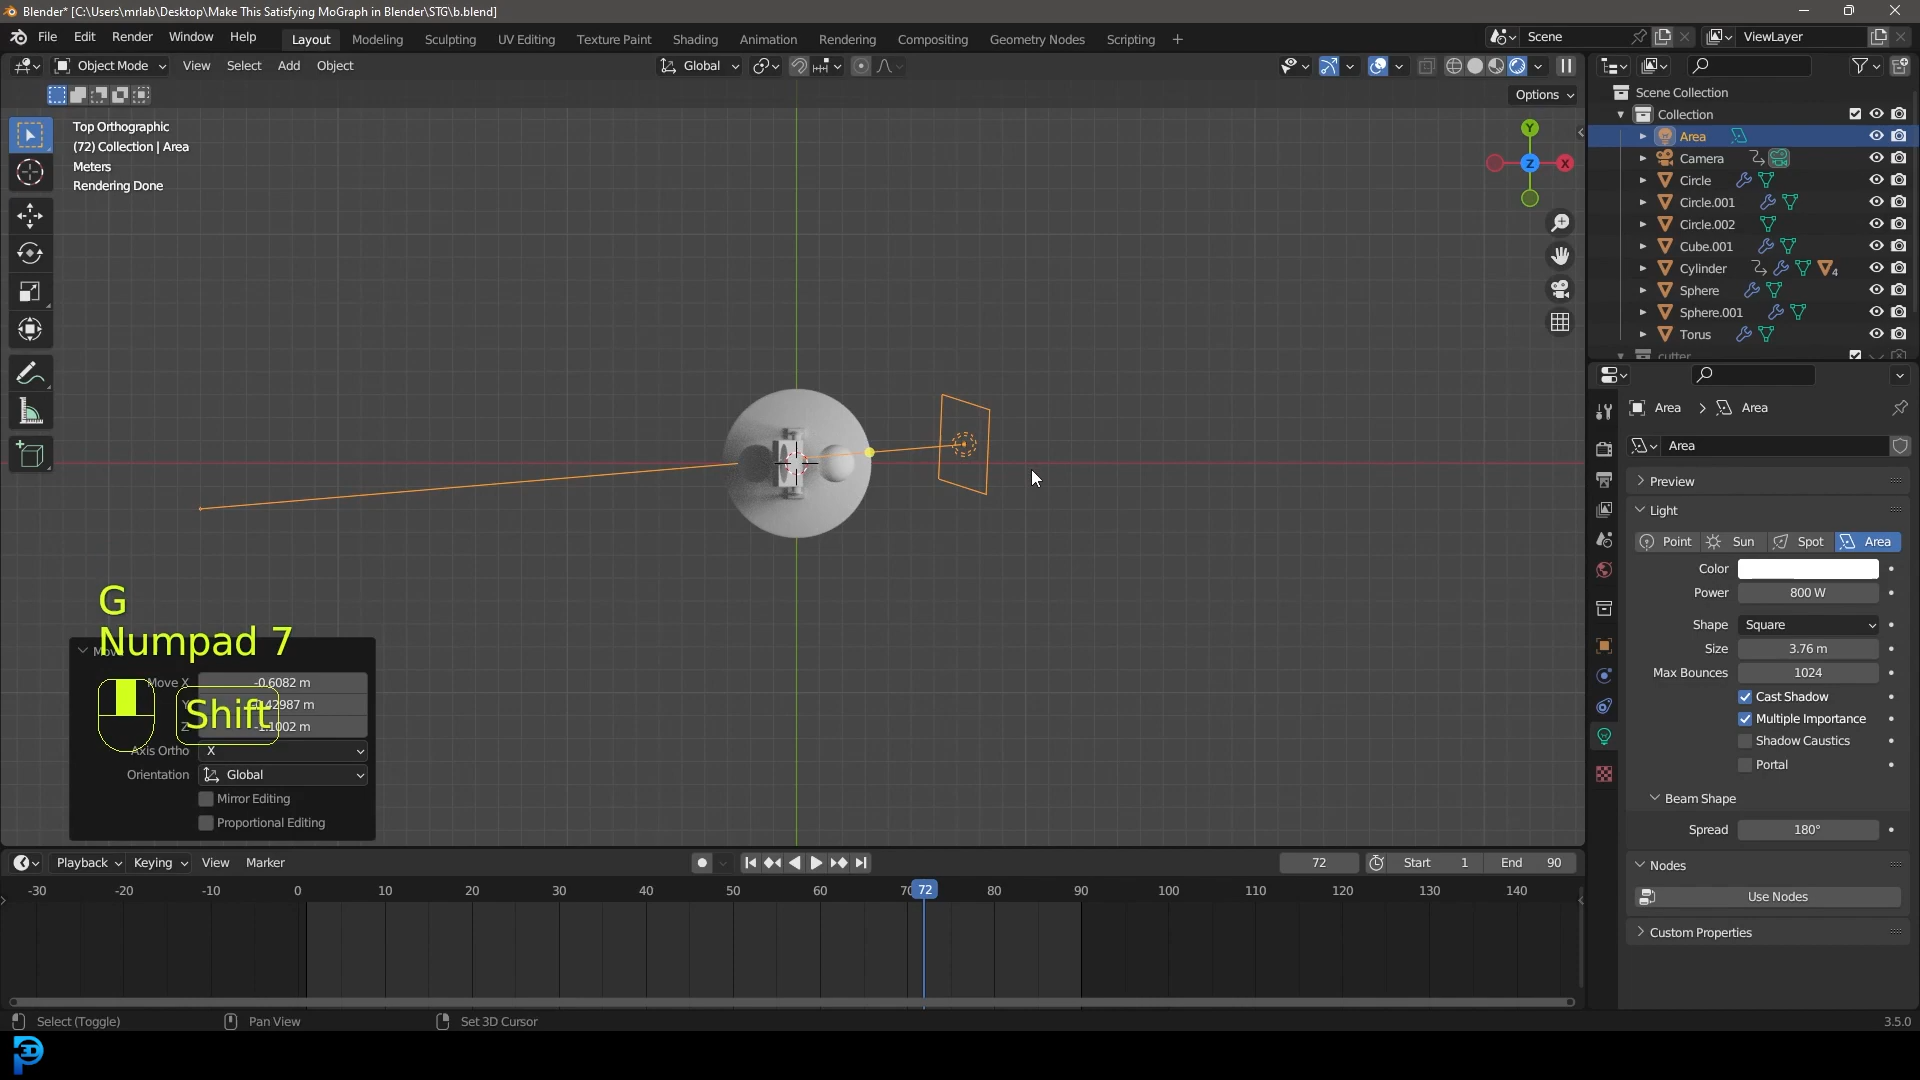 Blender* [C:\Users\mrlab\Desktop\Make This Satisfying MoGraph in Blender\STG\b.blend]
File Edit Render Window Help Layout Modeling Sculpting UV Editing Texture Paint Shading Animation Rendering Compositing Geometry Nodes Scripting + Scene ViewLayer
Object Mode View Select Add Object Global
Options
Top Orthographic
(72) Collection | Area
Meters
Rendering Done
Y
Z X
Scene Collection
Collection
Area
Camera
Circle
Circle.001
Circle.002
Cube.001
Cylinder 4
Sphere
Sphere.001
Torus
cutter
Area > Area
Area
Preview
Light
Point Sun Spot Area
Color
Power 800 W
Shape Square
Size 3.76 m
Max Bounces 1024
Cast Shadow
Multiple Importance
Shadow Caustics
Portal
Beam Shape
Spread 180°
Nodes
Use Nodes
Custom Properties
G
Numpad 7
Shift
Move X -0.6082 m
42987 m
Z -1.1002 m
Axis Ortho X
Orientation Global
Mirror Editing
Proportional Editing
Playback Keying View Marker 72 Start 1 End 90
-30 -20 -10 0 10 20 30 40 50 60 72 80 90 100 110 120 130 140
Select (Toggle) Pan View Set 3D Cursor 3.5.0